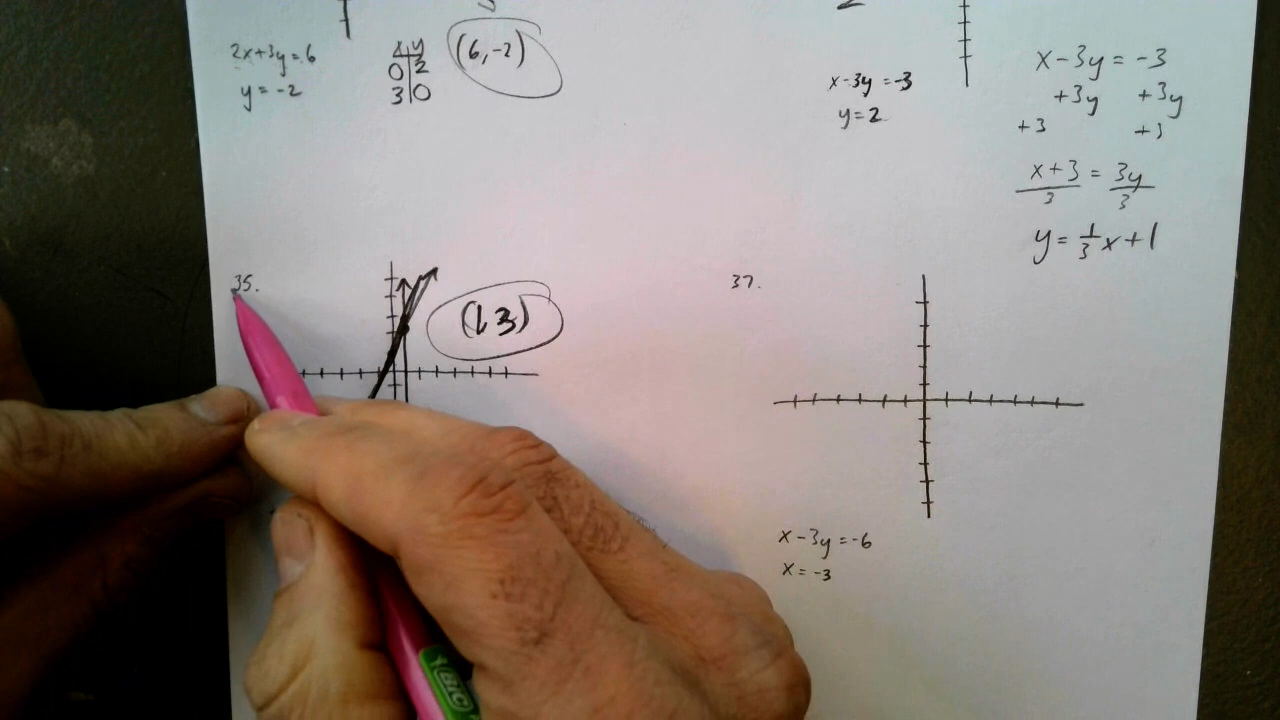 2x+3y=6
y=-2
x y
0 2
3 0
(6,-2)
x-3y=-3
y=2
x-3y=-3
+3y +3y
+3 +3
x+3 = 3y
3 3
y=1/3x+1
35.
(1,3)
37.
x-3y=-6
x=-3
BIC